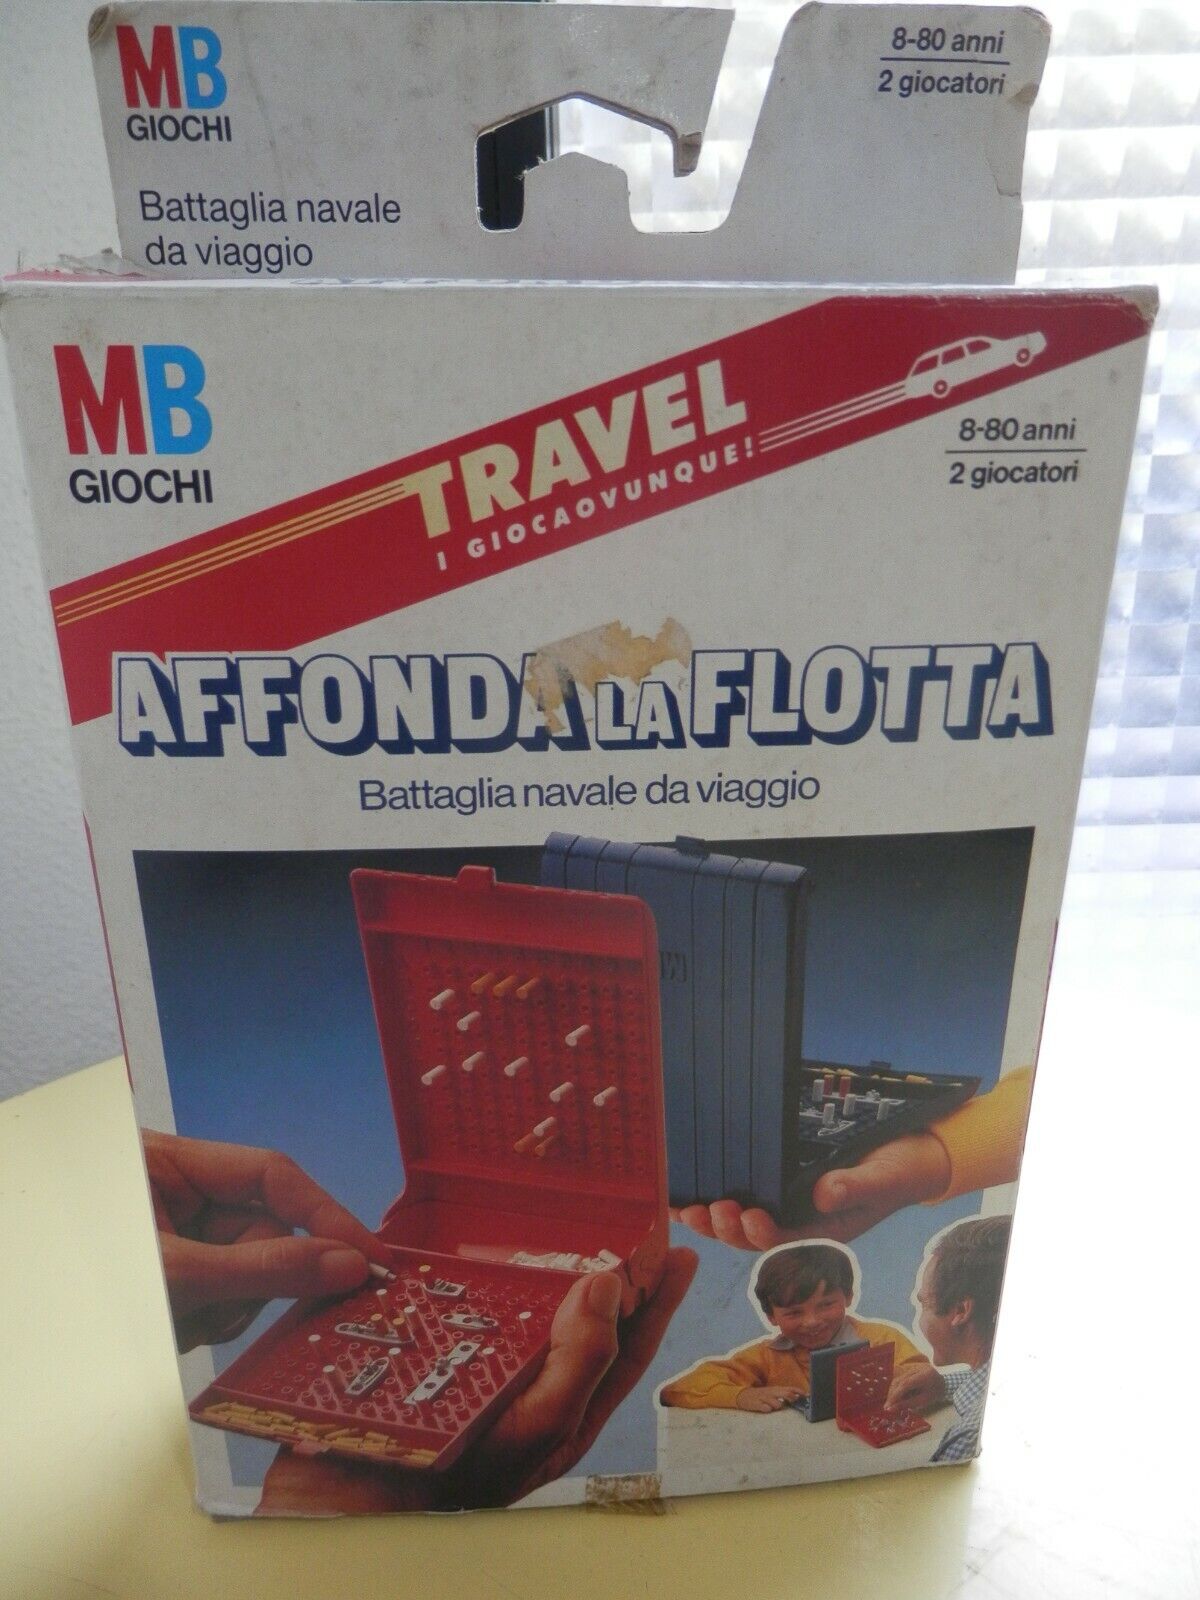 MB
GIOCHI
8-80 anni
2 giocatori
Battaglia navale
da viaggio
MB
GIOCHI
TRAVEL
I GIOCAOVUNQUE!
8-80 anni
2 giocatori
AFFONDA LA FLOTTA
Battaglia navale da viaggio